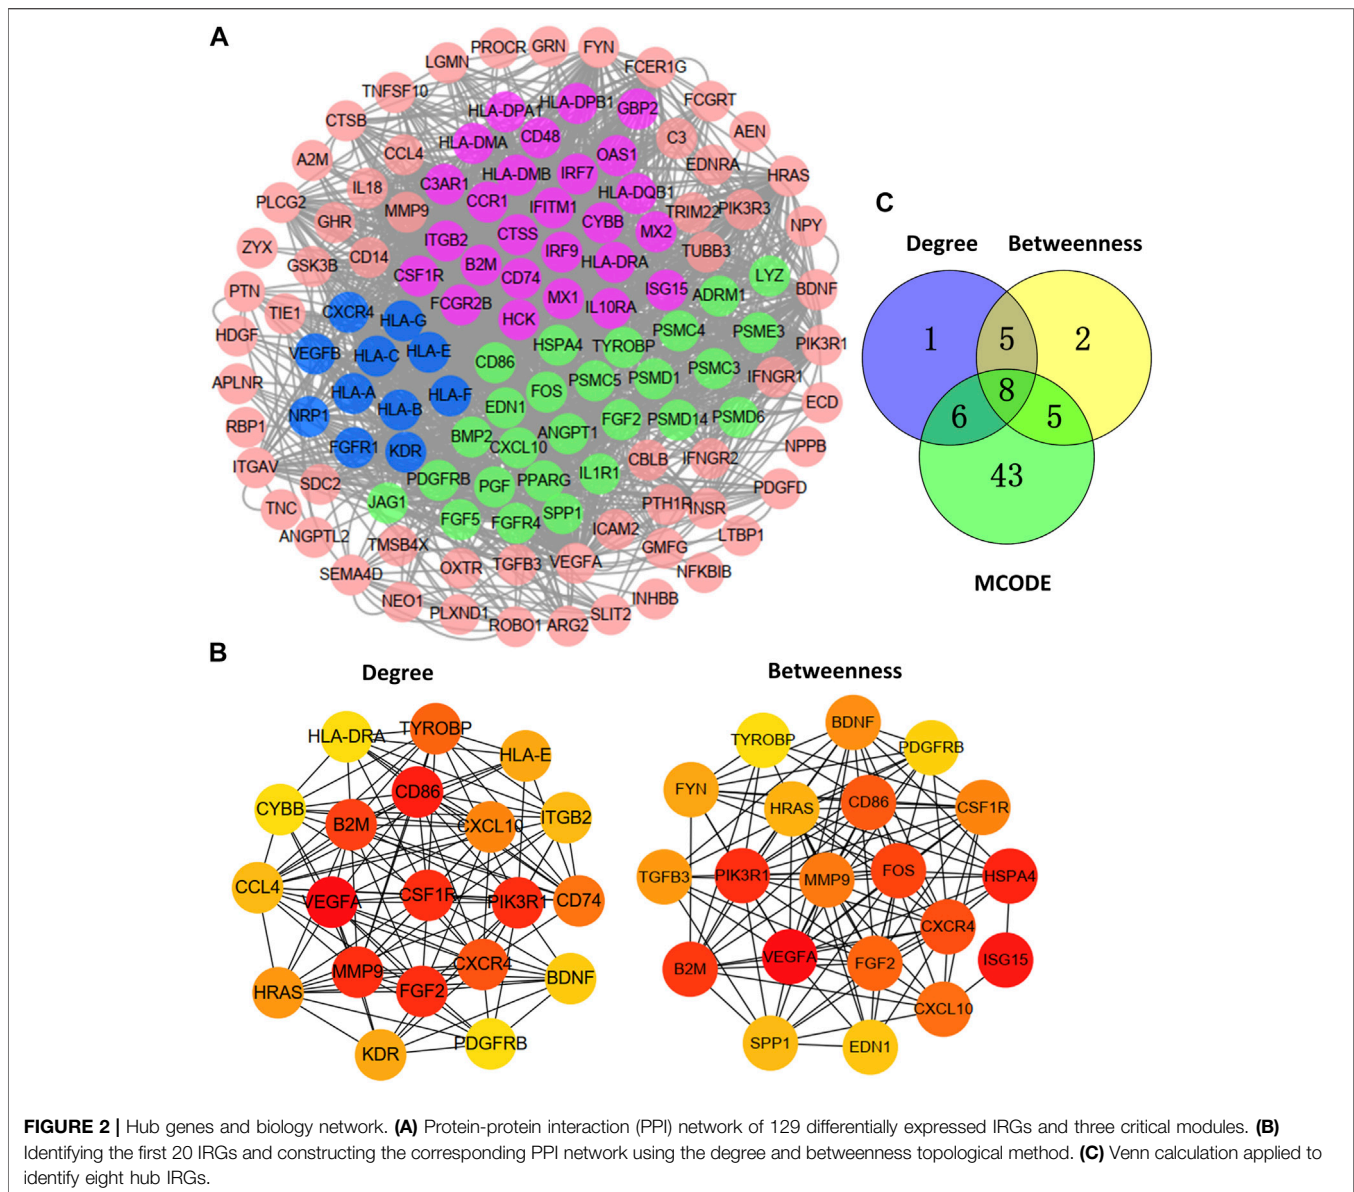 A
PROCR GRN FYN
LGMN FCER1G
TNFSF10 HLA-DPA1 HLA-DPB1 GBP2 FCGRT
CTSB HLA-DMA CD48 C3 AEN
A2M CCL4 OAS1 EDNRA
PLCG2 IL18 C3AR1 HLA-DMB IRF7 HLA-DQB1 HRAS
GHR MMP9 CCR1 IFITM1 CYBB MX2 TRIM22 PIK3R3 NPY
ZYX GSK3B CD14 ITGB2 CTSS IRF9 HLA-DRA TUBB3
PTN CSF1R B2M CD74 ISG15 ADRM1 LYZ BDNF
HDGF TIE1 CXCR4 HLA-G FCGR2B HCK MX1 IL10RA PSMC4 PSME3 PIK3R1
VEGFB HLA-C HLA-E CD86 HSPA4 TYROBP PSMC3 IFNGR1
APLNR HLA-A HLA-B HLA-F EDN1 FOS PSMC5 PSMD1 ECD
RBP1 NRP1 BMP2 ANGPT1 FGF2 PSMD14 PSMD6
ITGAV FGFR1 KDR CXCL10 CBLB IFNGR2 NPPB
SDC2 PDGFRB PGF PPARG IL1R1 PDGFD
TNC JAG1 FGF5 FGFR4 SPP1 PTH1R INSR
ANGPTL2 TMSB4X ICAM2 GMFG LTBP1
SEMA4D OXTR TGFB3 VEGFA NFKBIB
NEO1 PLXND1 ROBO1 ARG2 SLIT2 INHBB
C
Degree Betweenness
1 5 2
8
6 5
43
MCODE
B
Degree
HLA-DRA TYROBP
HLA-E
CYBB CD86 ITGB2
B2M CXCL10
CCL4 VEGFA CSF1R PIK3R1 CD74
MMP9 FGF2 CXCR4 BDNF
HRAS
KDR PDGFRB
Betweenness
TYROBP BDNF PDGFRB
FYN HRAS CD86 CSF1R
TGFB3 PIK3R1 MMP9 FOS HSPA4
CXCR4
B2M VEGFA FGF2 ISG15
CXCL10
SPP1 EDN1
FIGURE 2 | Hub genes and biology network. (A) Protein-protein interaction (PPI) network of 129 differentially expressed IRGs and three critical modules. (B)
Identifying the first 20 IRGs and constructing the corresponding PPI network using the degree and betweenness topological method. (C) Venn calculation applied to
identify eight hub IRGs.